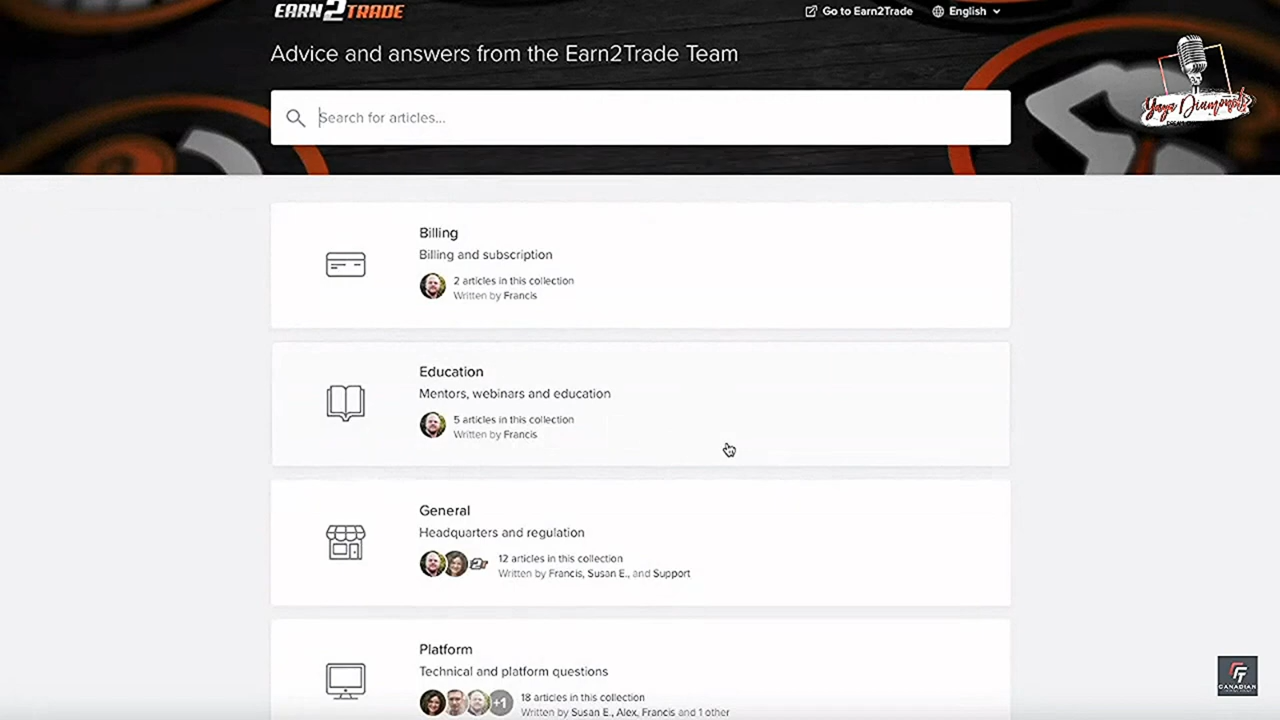 EARN2TRADE
Go to Earn2Trade
English
Advice and answers from the Earn2Trade Team
Search for articles...
Yaya Diamonds
Billing
Billing and subscription
2 articles in this collection
Written by Francis
Education
Mentors, webinars and education
5 articles in this collection
Written by Francis
General
Headquarters and regulation
12 articles in this collection
Written by Francis, Susan E., and Support
Platform
Technical and platform questions
+1
18 articles in this collection
Written by Susan E., Alex, Francis and 1 other
CANADIAN